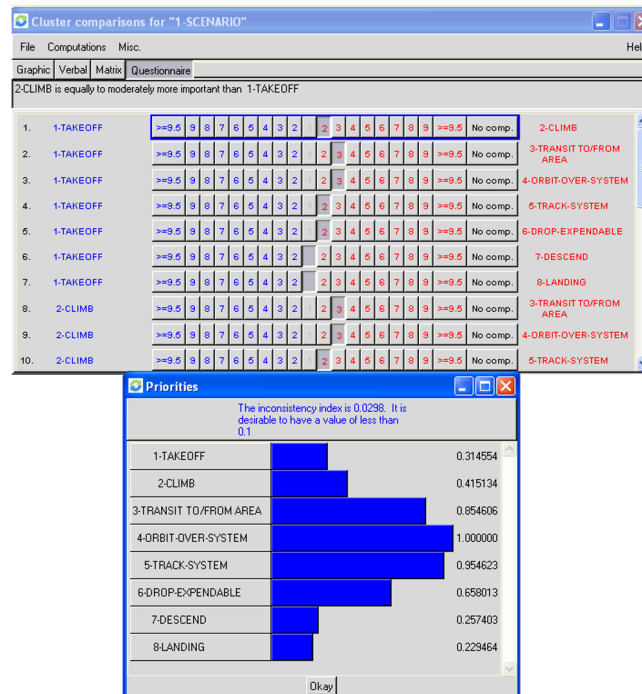 Cluster comparisons for "1-SCENARIO"
File Computations Misc. Hel
Graphic Verbal Matrix Questionnaire
2-CLIMB is equally to moderately more important than 1-TAKEOFF
1. 1-TAKEOFF >=9.5 9 8 7 6 5 4 3 2 1 2 3 4 5 6 7 8 9 >=9.5 No comp. 2-CLIMB
2. 1-TAKEOFF >=9.5 9 8 7 6 5 4 3 2 1 2 3 4 5 6 7 8 9 >=9.5 No comp. 3-TRANSIT TO/FROM
AREA
3. 1-TAKEOFF >=9.5 9 8 7 6 5 4 3 2 1 2 3 4 5 6 7 8 9 >=9.5 No comp. 4-ORBIT-OVER-SYSTEM
4. 1-TAKEOFF >=9.5 9 8 7 6 5 4 3 2 1 2 3 4 5 6 7 8 9 >=9.5 No comp. 5-TRACK-SYSTEM
5. 1-TAKEOFF >=9.5 9 8 7 6 5 4 3 2 1 2 3 4 5 6 7 8 9 >=9.5 No comp. 6-DROP-EXPENDABLE
6. 1-TAKEOFF >=9.5 9 8 7 6 5 4 3 2 2 3 4 5 6 7 8 9 >=9.5 No comp. 7-DESCEND
7. 1-TAKEOFF >=9.5 9 8 7 6 5 4 3 2 2 3 4 5 6 7 8 9 >=9.5 No comp. 8-LANDING
8. 2-CLIMB >=9.5 9 8 7 6 5 4 3 2 1 2 3 4 5 6 7 8 9 >=9.5 No comp. 3-TRANSIT TO/FROM
AREA
9. 2-CLIMB >=9.5 9 8 7 6 5 4 3 2 1 2 3 4 5 6 7 8 9 >=9.5 No comp. 4-ORBIT-OVER-SYSTEM
10. 2-CLIMB >=9.5 9 8 7 6 5 4 3 2 1 2 3 4 5 6 7 8 9 >=9.5 No comp. 5-TRACK-SYSTEM
Priorities
The inconsistency index is 0.0298. It is
desirable to have a value of less than
0.1
1-TAKEOFF 0.314554
2-CLIMB 0.415134
3-TRANSIT TO/FROM AREA 0.854606
4-ORBIT-OVER-SYSTEM 1.000000
5-TRACK-SYSTEM 0.954623
6-DROP-EXPENDABLE 0.658013
7-DESCEND 0.257403
8-LANDING 0.229464
Okay